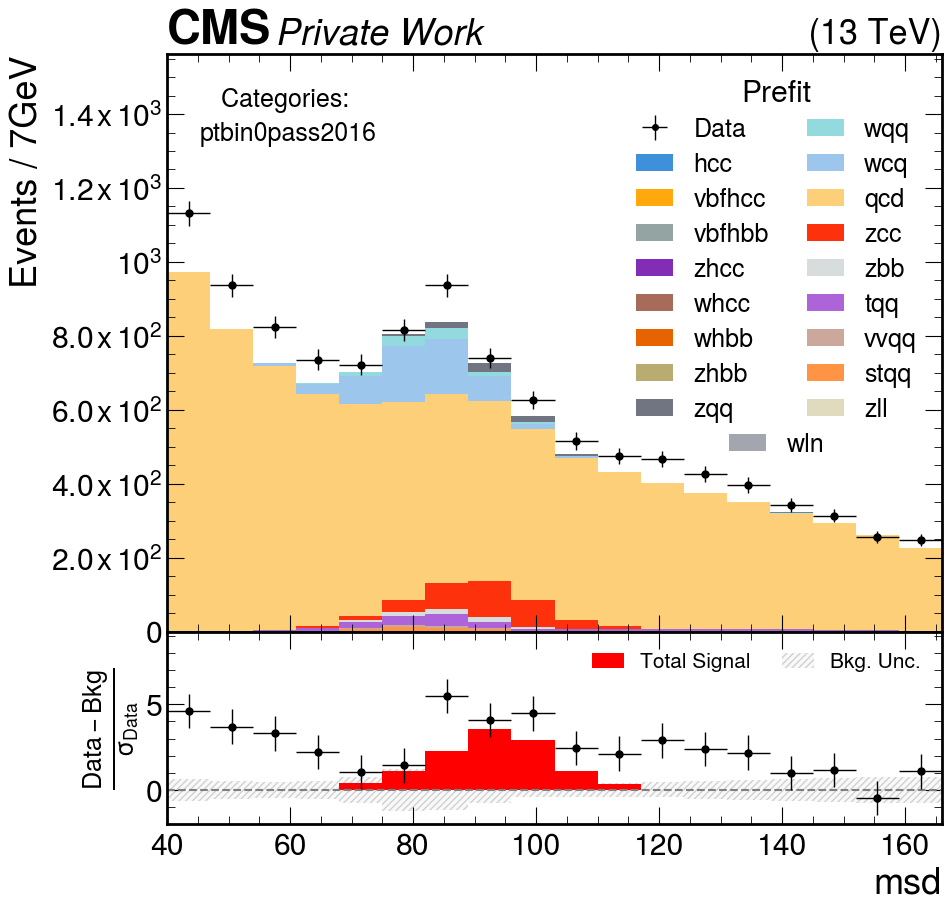 CMS Private Work (13 TeV)
Events / 7GeV
Categories:
ptbin0pass2016
Prefit
Data
hcc
vbfhcc
vbfhbb
zhcc
whcc
whbb
zhbb
zqq
wqq
wcq
qcd
zcc
zbb
tqq
vvqq
stqq
zll
wln
1.4 x 10³
1.2 x 10³
10³
8.0 x 10²
6.0 x 10²
4.0 x 10²
2.0 x 10²
0
Total Signal
Bkg. Unc.
Data – Bkg
σData
5
0
40 60 80 100 120 140 160
msd